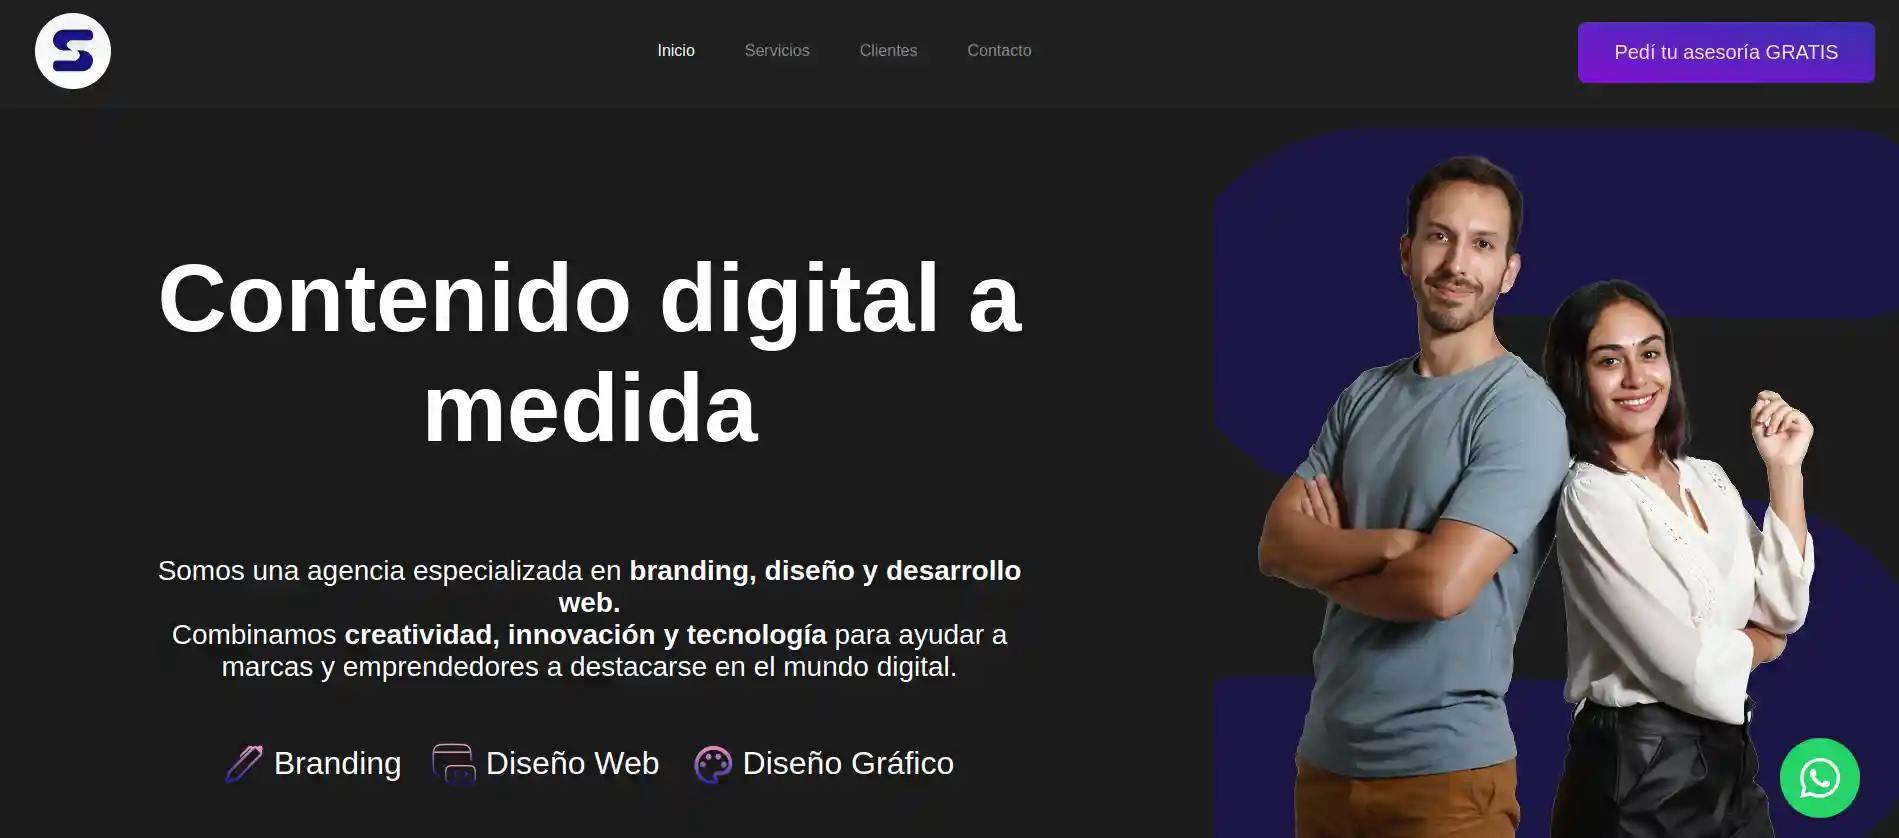 Inicio
Servicios
Clientes
Contacto
Pedí tu asesoría GRATIS
Contenido digital a
medida
Somos una agencia especializada en branding, diseño y desarrollo
web.
Combinamos creatividad, innovación y tecnología para ayudar a
marcas y emprendedores a destacarse en el mundo digital.
Branding
Diseño Web
Diseño Gráfico